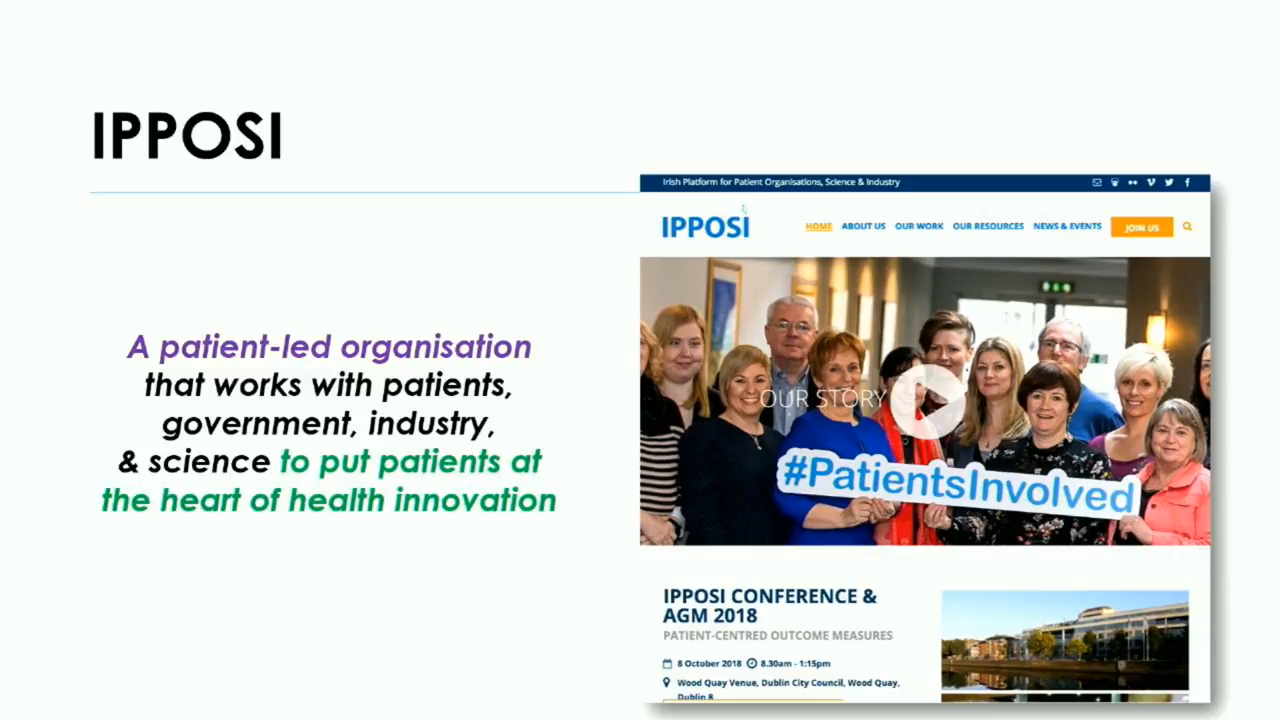 IPPOSI
A patient-led organisation
that works with patients,
government, industry,
& science to put patients at
the heart of health innovation
Irish Platform for Patient Organisations, Science & Industry
IPPOSI
HOME ABOUT US OUR WORK OUR RESOURCES NEWS & EVENTS JOIN US
OUR STORY
#PatientsInvolved
IPPOSI CONFERENCE &
AGM 2018
PATIENT-CENTRED OUTCOME MEASURES
8 October 2018 8.30am - 1:15pm
Wood Quay Venue, Dublin City Council, Wood Quay,
Dublin 8